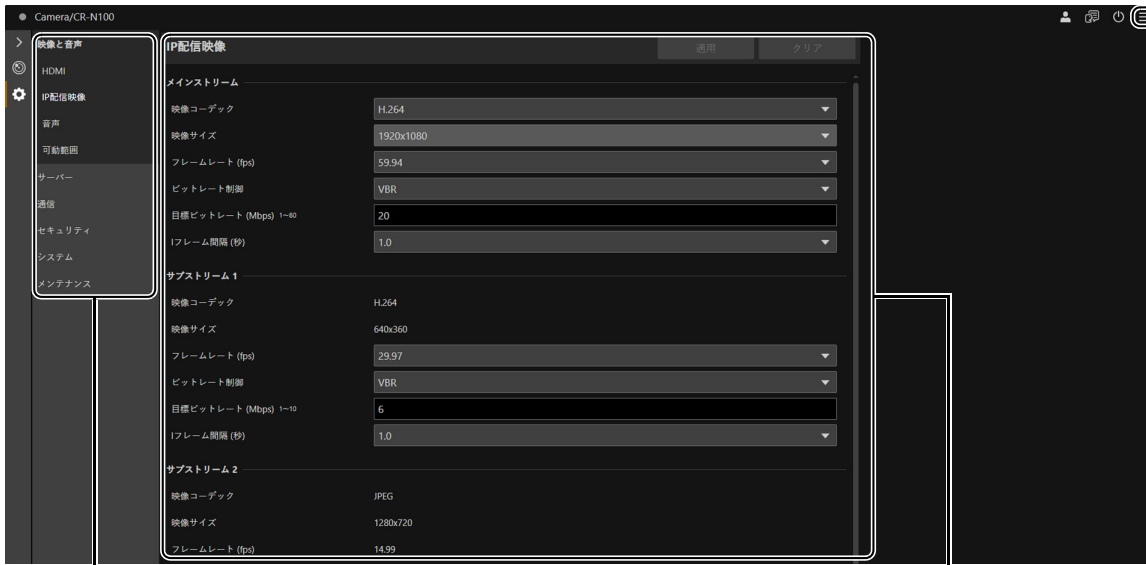 Camera/CR-N100
映像と音声
HDMI
IP配信映像
音声
可動範囲
サーバー
通信
セキュリティ
システム
メンテナンス
IP配信映像
適用
クリア
メインストリーム
映像コーデック H.264
映像サイズ 1920x1080
フレームレート (fps) 59.94
ビットレート制御 VBR
目標ビットレート (Mbps) 1~60 20
Iフレーム間隔 (秒) 1.0
サブストリーム 1
映像コーデック H.264
映像サイズ 640x360
フレームレート (fps) 29.97
ビットレート制御 VBR
目標ビットレート (Mbps) 1~10 6
Iフレーム間隔 (秒) 1.0
サブストリーム 2
映像コーデック JPEG
映像サイズ 1280x720
フレームレート (fps) 14.99